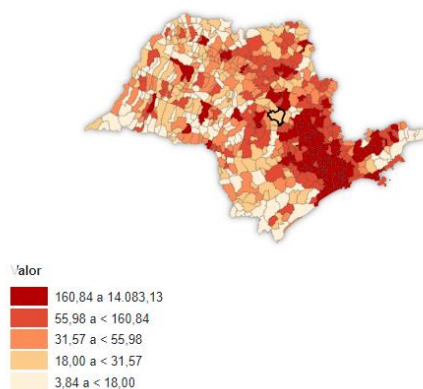 Valor
160,84 a 14.083,13
55,98 a < 160,84
31,57 a < 55,98
18,00 a < 31,57
3,84 a < 18,00